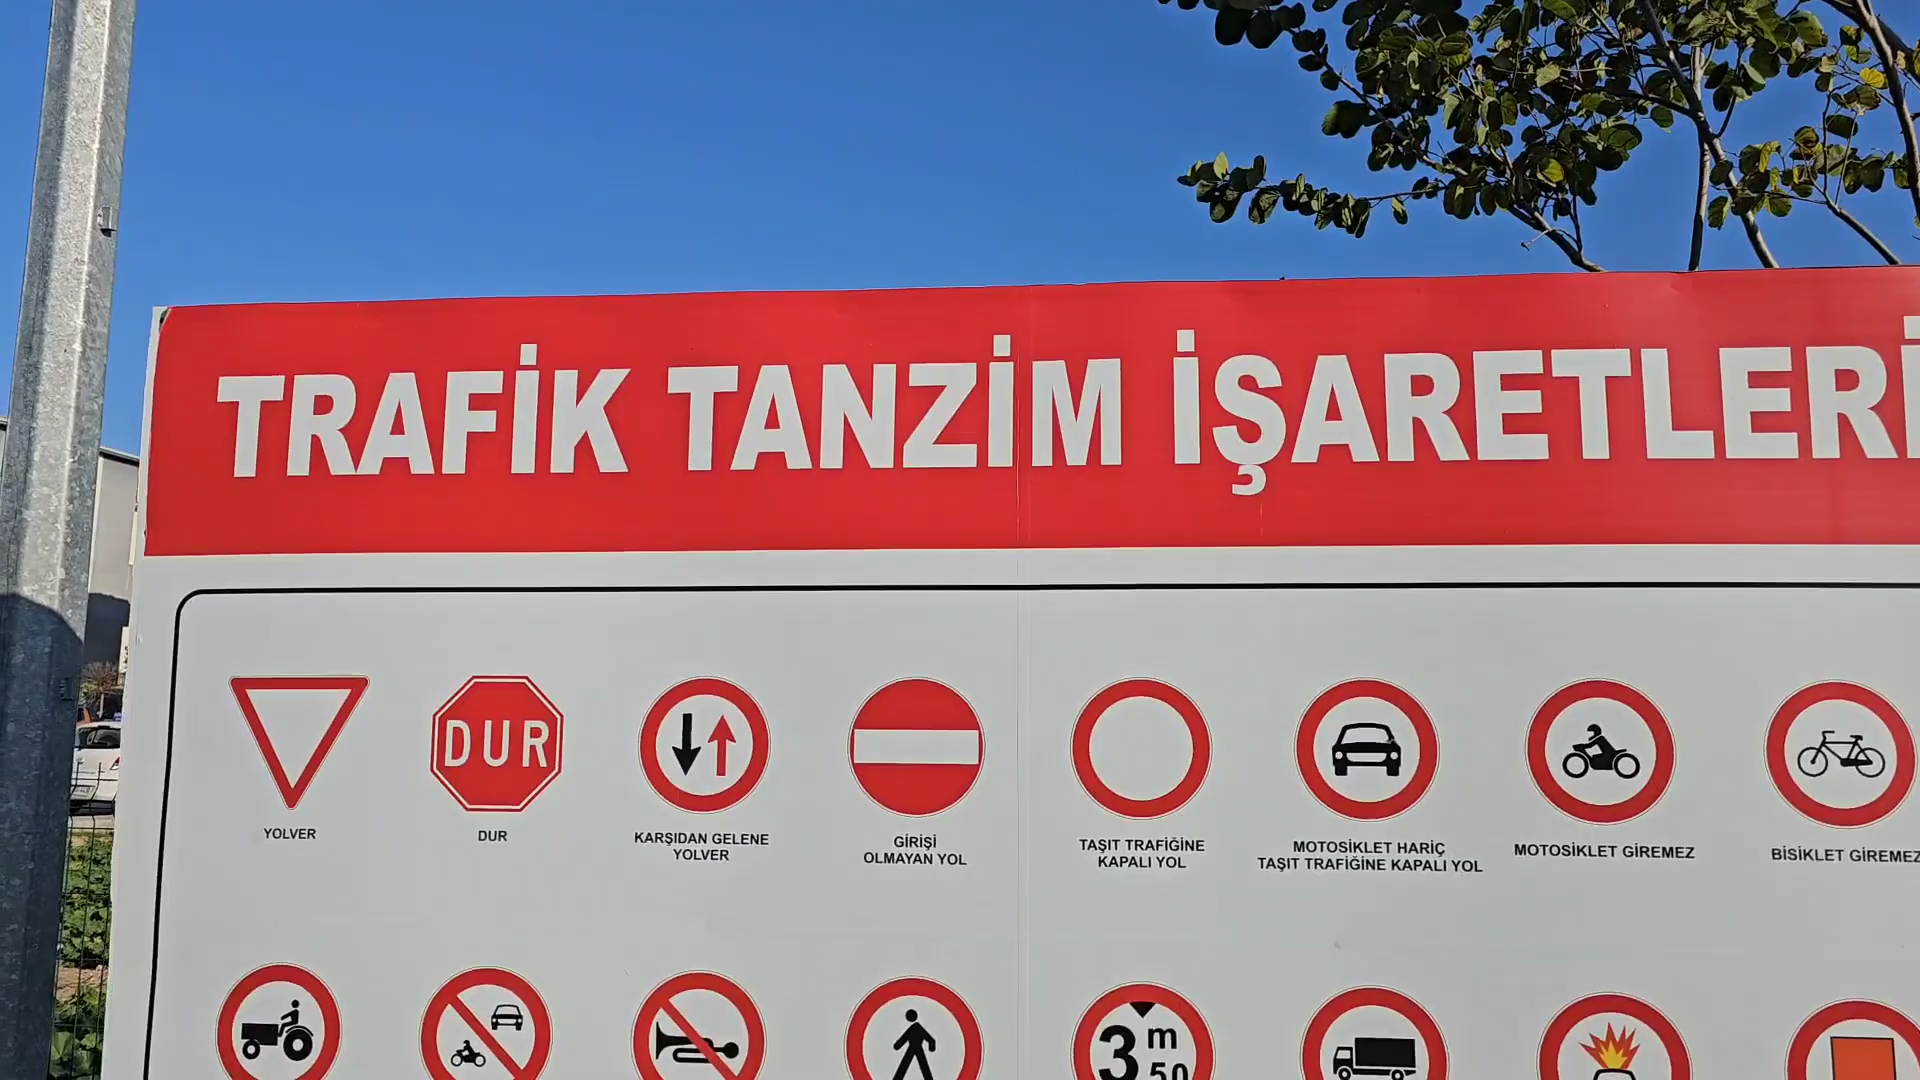 TRAFİK TANZİM İŞARETLERİ
DUR
YOLVER
DUR
KARŞIDAN GELENE
YOLVER
GİRİŞİ
OLMAYAN YOL
TAŞIT TRAFİĞİNE
KAPALI YOL
MOTOSİKLET HARİÇ
TAŞIT TRAFİĞİNE KAPALI YOL
MOTOSİKLET GİREMEZ
BİSİKLET GİREMEZ
3 m
50